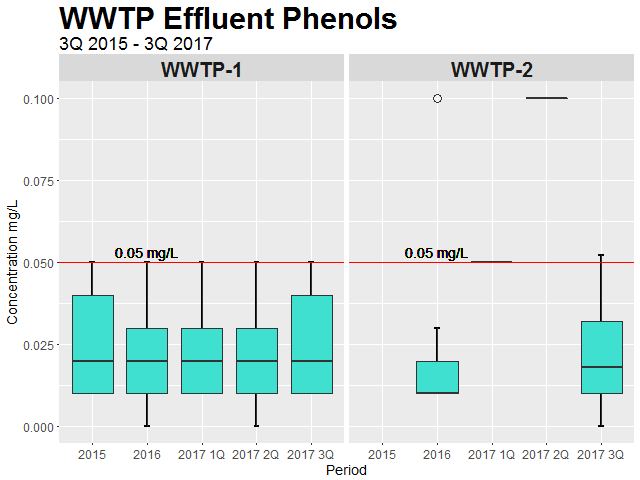 WWTP Effluent Phenols
3Q 2015 - 3Q 2017
WWTP-1 WWTP-2
Concentration mg/L
0.100
0.075
0.050
0.025
0.000
0.05 mg/L 0.05 mg/L
2015 2016 2017 1Q 2017 2Q 2017 3Q 2015 2016 2017 1Q 2017 2Q 2017 3Q
Period